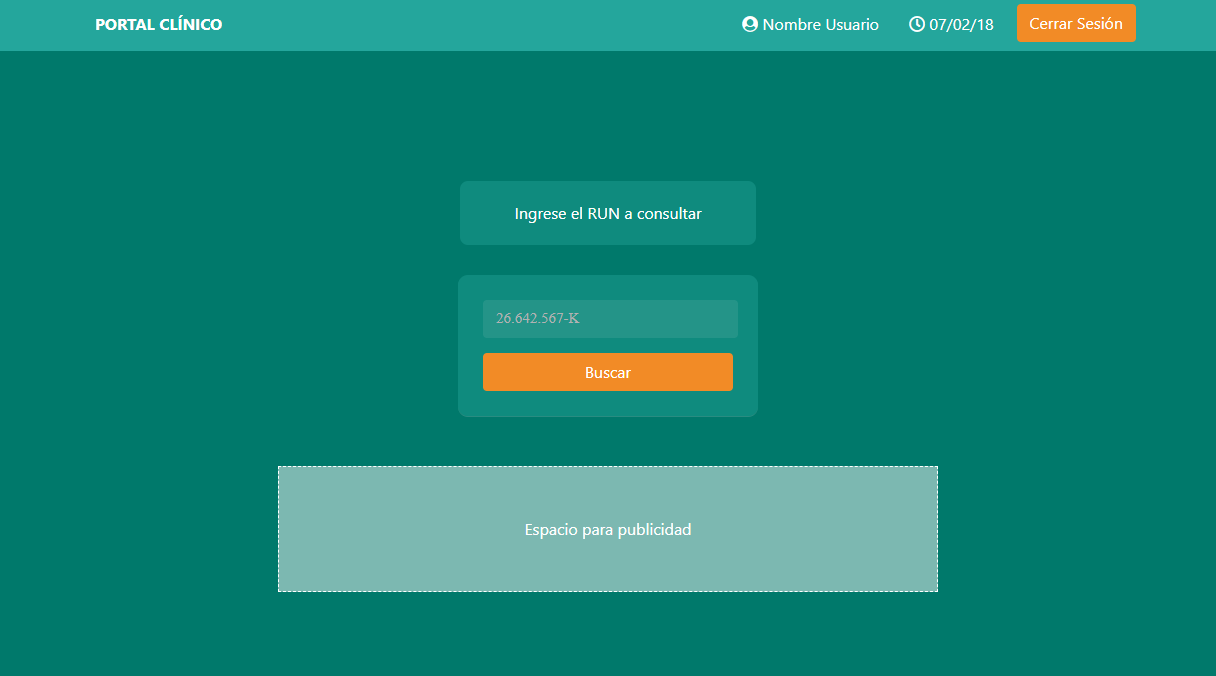 PORTAL CLÍNICO
Nombre Usuario
07/02/18
Cerrar Sesión
Ingrese el RUN a consultar
26.642.567-K
Buscar
Espacio para publicidad